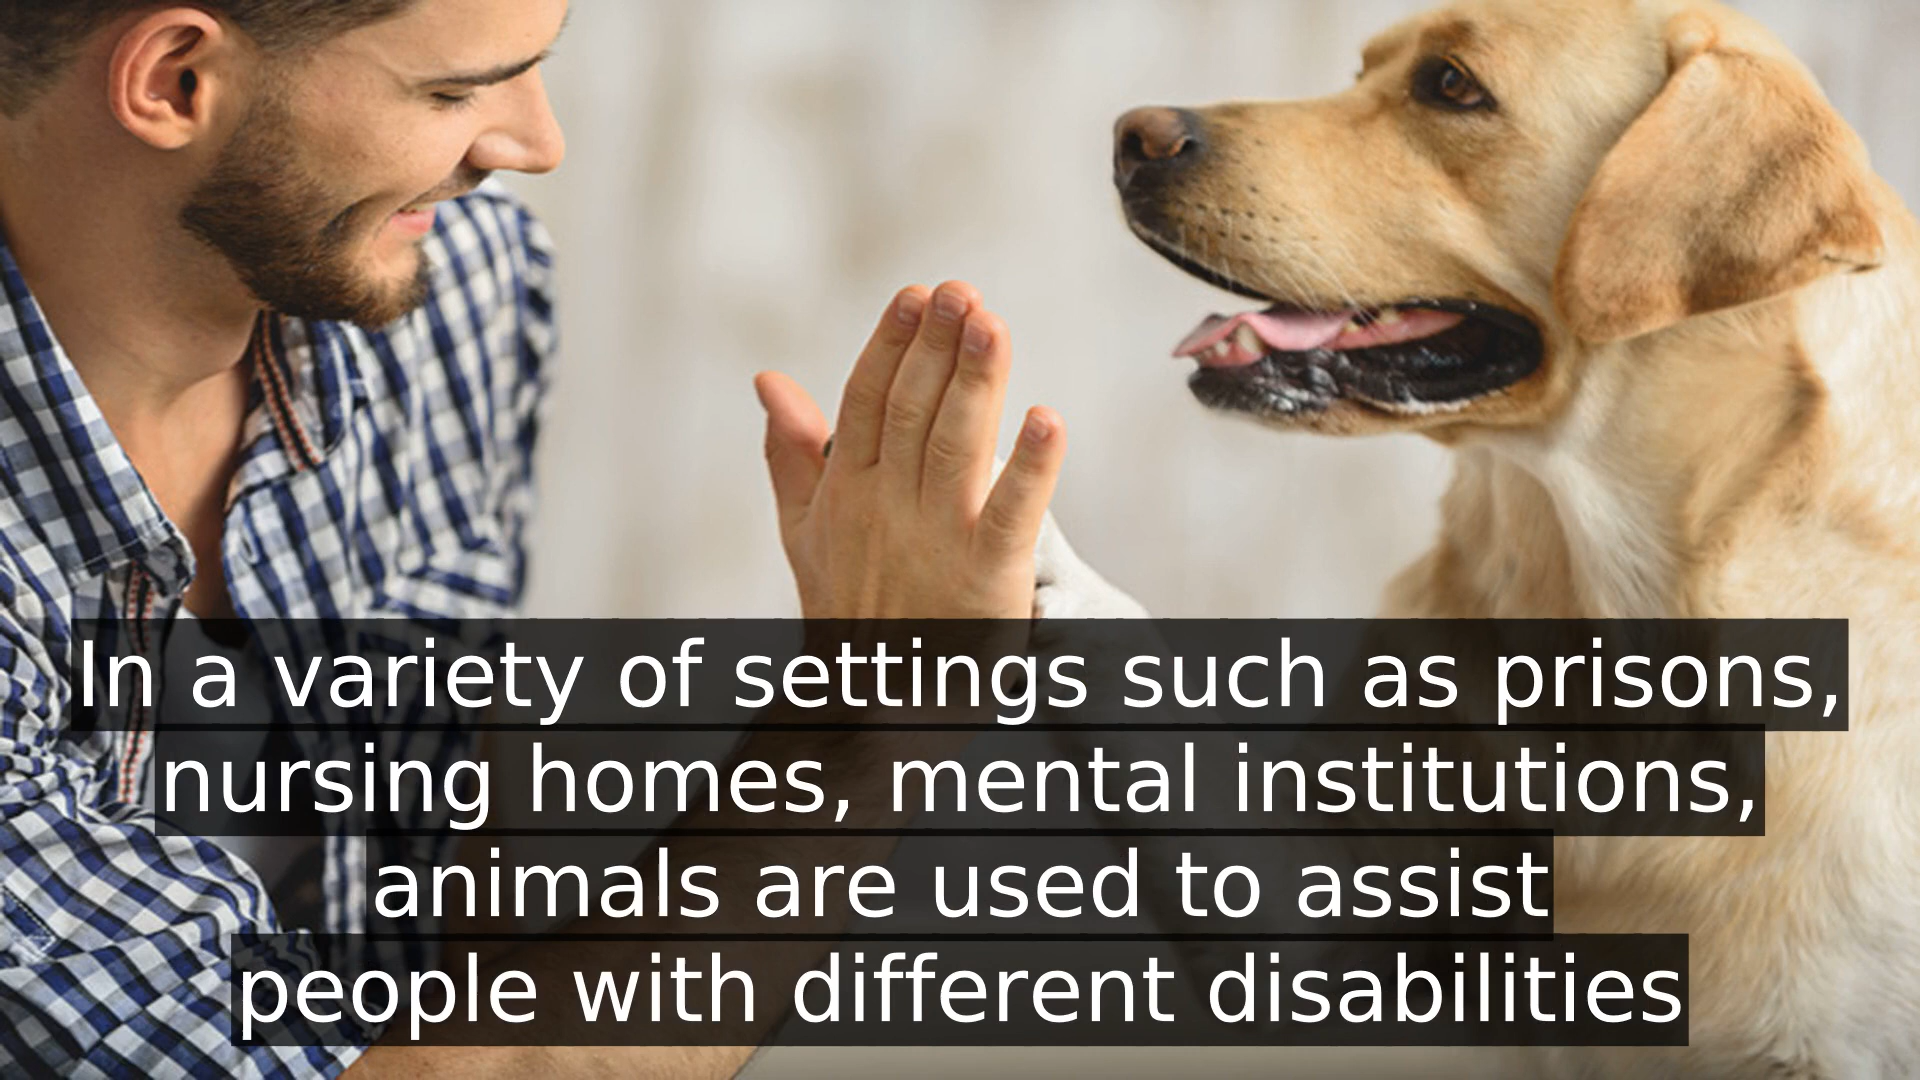 In a variety of settings such as prisons,
nursing homes, mental institutions,
animals are used to assist
people with different disabilities